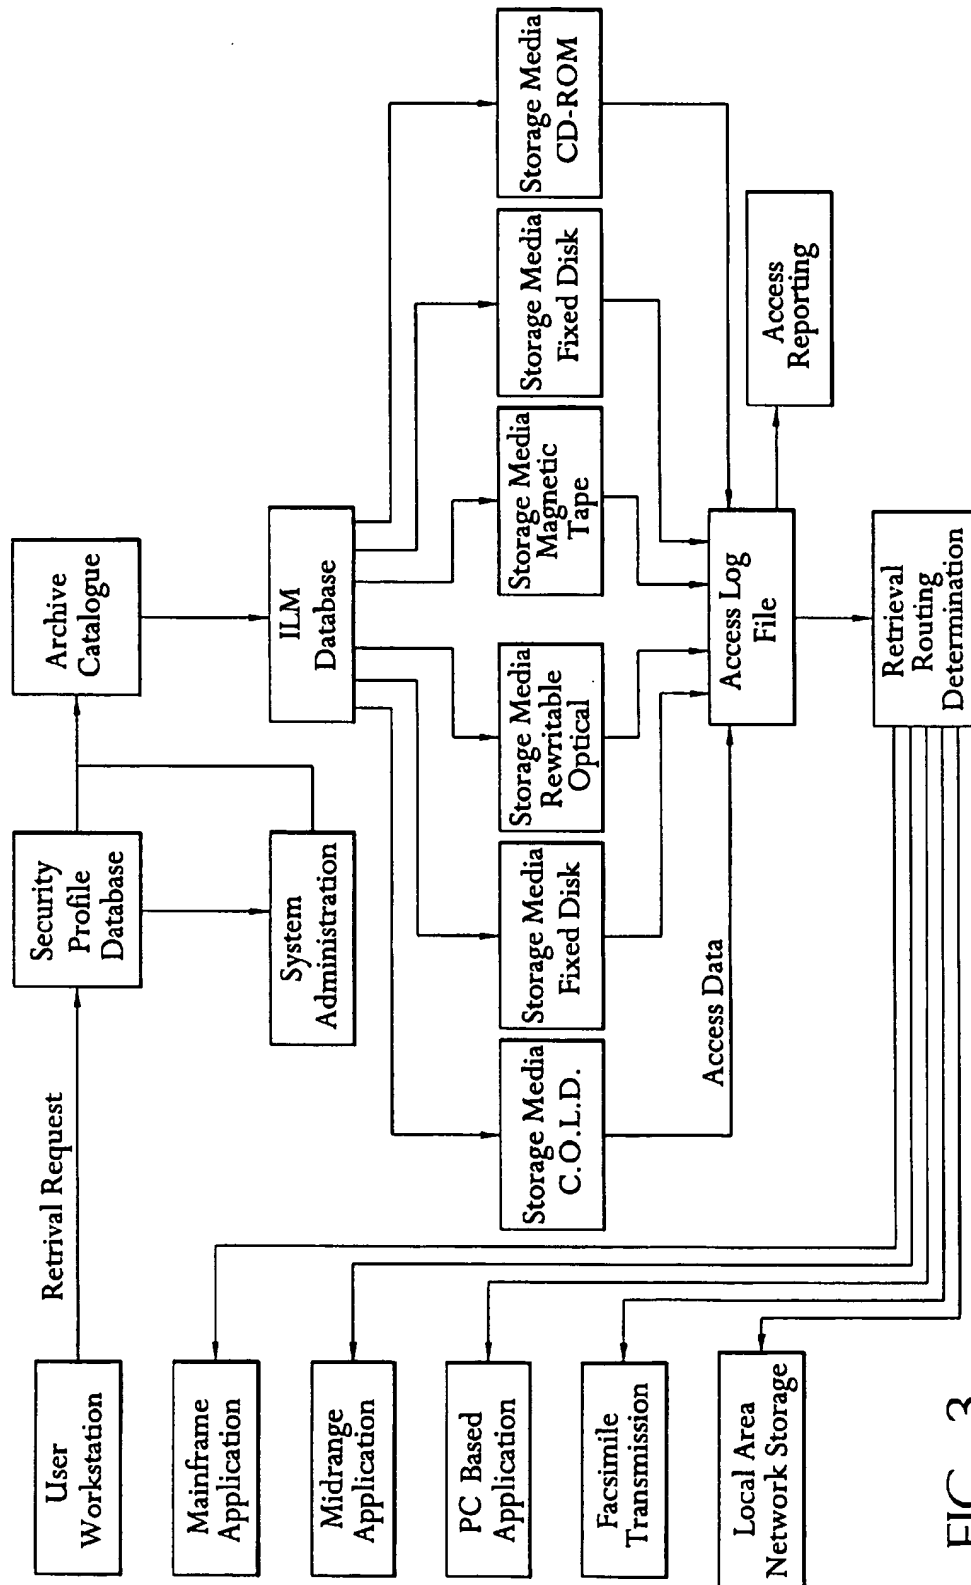 User
Workstation
Retrival Request
Security
Profile
Database
Archive
Catalogue
System
Administration
ILM
Database
Mainframe
Application
Midrange
Application
PC Based
Application
Facsimile
Transmission
Local Area
Network Storage
Storage Media
C.O.L.D.
Storage Media
Fixed Disk
Storage Media
Rewritable
Optical
Storage Media
Magnetic
Tape
Storage Media
Fixed Disk
Storage Media
CD-ROM
Access Data
Access Log
File
Access
Reporting
Retrieval
Routing
Determination
FIG. 3